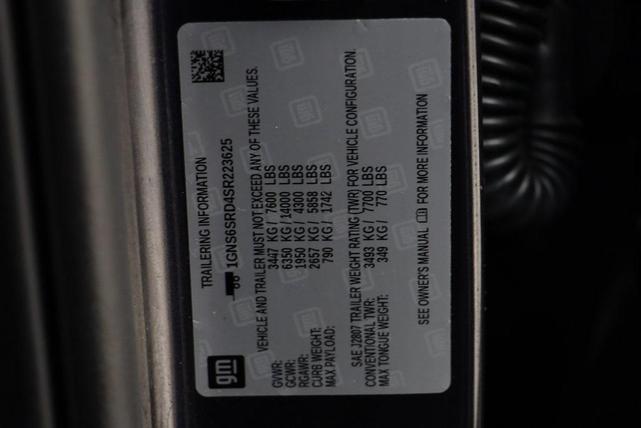 gm
TRAILERING INFORMATION
1GNS6SRD4SR223625
VEHICLE AND TRAILER MUST NOT EXCEED ANY OF THESE VALUES.
GVWR: 3447 KG / 7600 LBS
GCWR: 6350 KG / 14000 LBS
RGAWR: 1950 KG / 4300 LBS
CURB WEIGHT: 2657 KG / 5858 LBS
MAX PAYLOAD: 790 KG / 1742 LBS
SAE J2807 TRAILER WEIGHT RATING (TWR) FOR VEHICLE CONFIGURATION.
CONVENTIONAL TWR: 3493 KG / 7700 LBS
MAX TONGUE WEIGHT: 349 KG / 770 LBS
SEE OWNER'S MANUAL FOR MORE INFORMATION